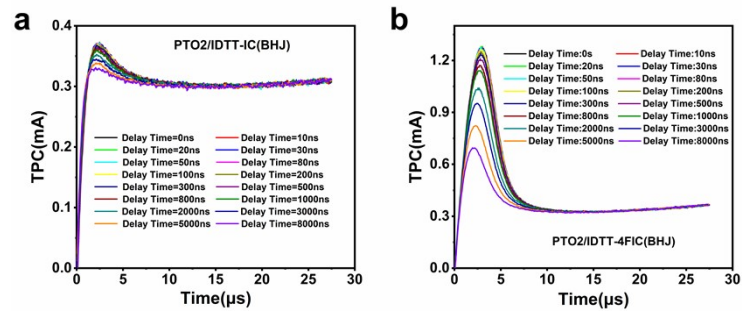 a
PTO2/IDTT-IC(BHJ)
TPC(mA)
0.4
0.3
0.2
0.1
0.0
Delay Time=0ns Delay Time=10ns
Delay Time=20ns Delay Time=30ns
Delay Time=50ns Delay Time=80ns
Delay Time=100ns Delay Time=200ns
Delay Time=300ns Delay Time=500ns
Delay Time=800ns Delay Time=1000ns
Delay Time=2000ns Delay Time=3000ns
Delay Time=5000ns Delay Time=8000ns
0 5 10 15 20 25 30
Time(μs)
b
TPC(mA)
1.2
0.9
0.6
0.3
0.0
Delay Time:0s Delay Time:10ns
Delay Time:20ns Delay Time:30ns
Delay Time:50ns Delay Time:80ns
Delay Time:100ns Delay Time:200ns
Delay Time:300ns Delay Time:500ns
Delay Time:800ns Delay Time:1000ns
Delay Time:2000ns Delay Time:3000ns
Delay Time:5000ns Delay Time:8000ns
PTO2/IDTT-4FIC(BHJ)
0 5 10 15 20 25 30
Time(μs)